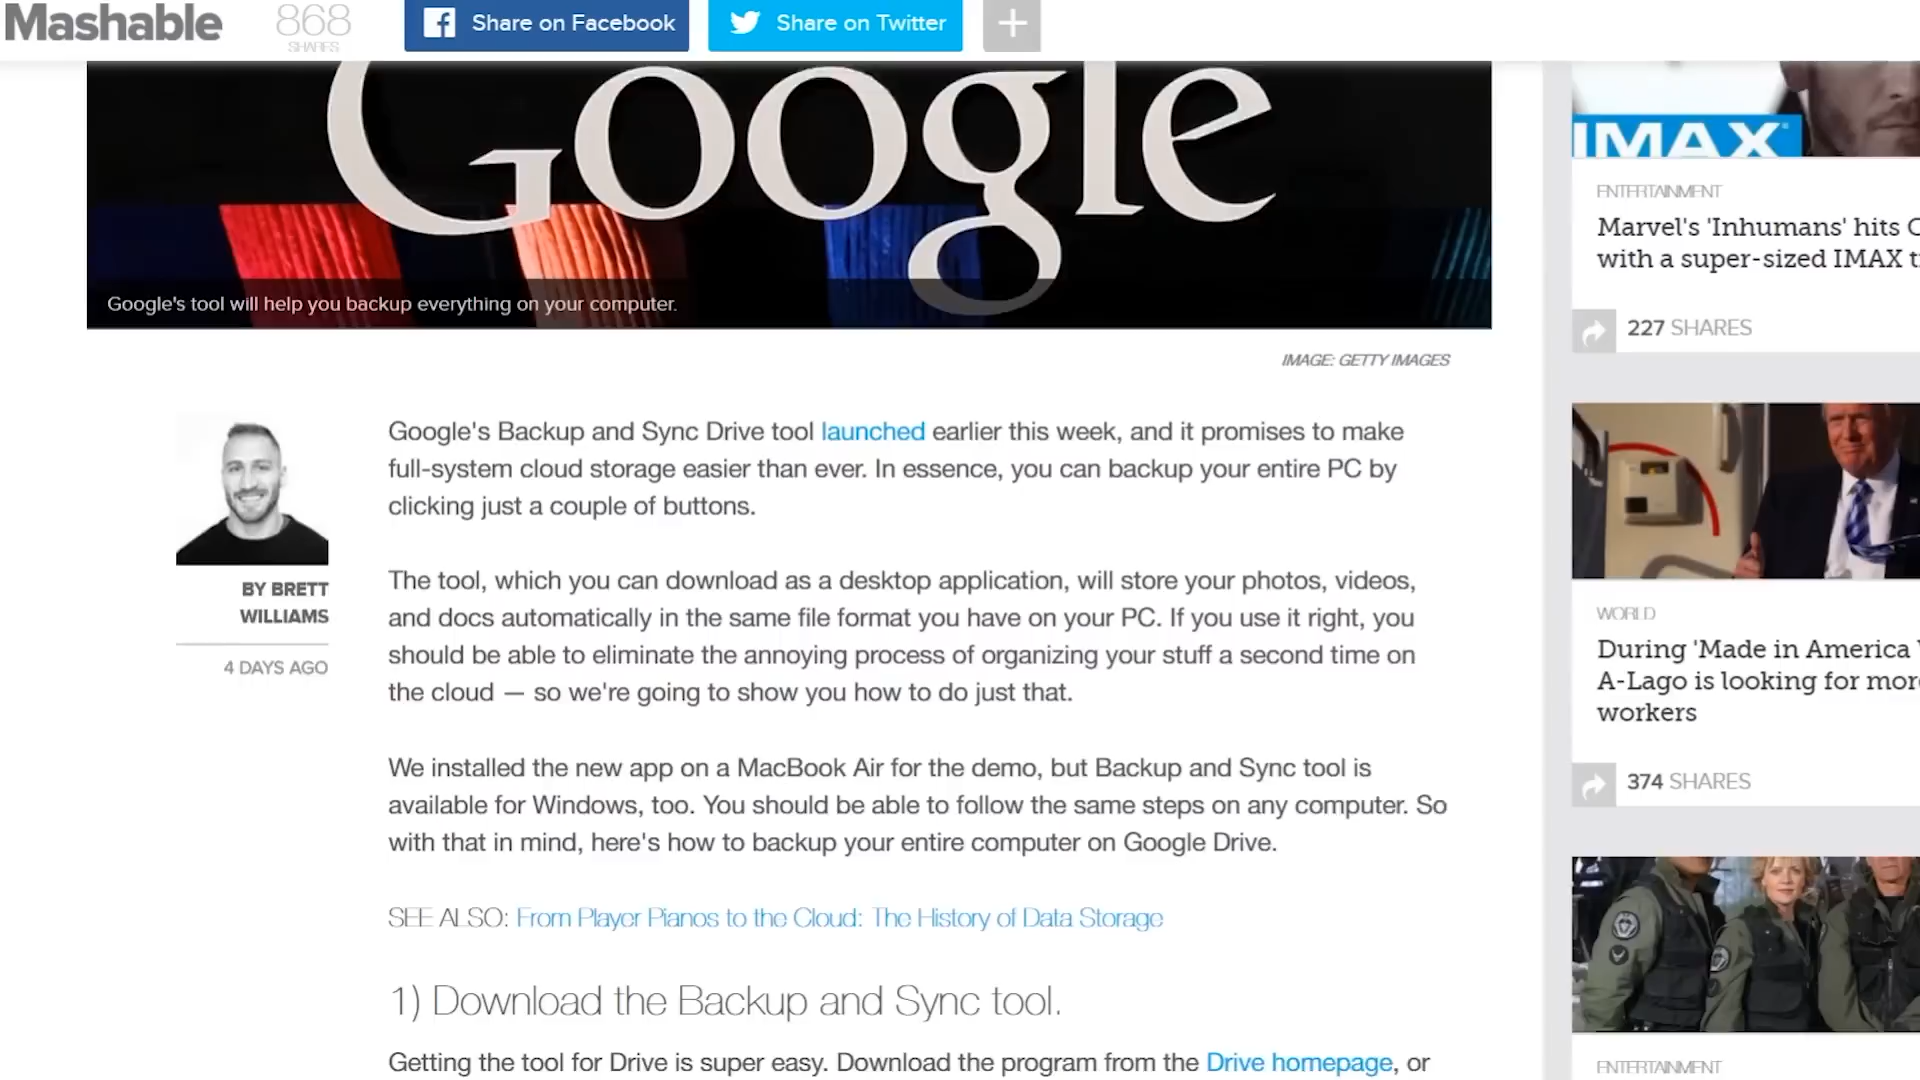 Mashable
868
SHARES
Share on Facebook
Share on Twitter
Google
Google's tool will help you backup everything on your computer.
IMAGE: GETTY IMAGES
BY BRETT
WILLIAMS
4 DAYS AGO
Google's Backup and Sync Drive tool launched earlier this week, and it promises to make
full-system cloud storage easier than ever. In essence, you can backup your entire PC by
clicking just a couple of buttons.
The tool, which you can download as a desktop application, will store your photos, videos,
and docs automatically in the same file format you have on your PC. If you use it right, you
should be able to eliminate the annoying process of organizing your stuff a second time on
the cloud — so we're going to show you how to do just that.
We installed the new app on a MacBook Air for the demo, but Backup and Sync tool is
available for Windows, too. You should be able to follow the same steps on any computer. So
with that in mind, here's how to backup your entire computer on Google Drive.
SEE ALSO: From Player Pianos to the Cloud: The History of Data Storage
1) Download the Backup and Sync tool.
Getting the tool for Drive is super easy. Download the program from the Drive homepage, or
IMAX
ENTERTAINMENT
Marvel's 'Inhumans' hits
with a super-sized IMAX
227 SHARES
WORLD
During 'Made in America
A-Lago is looking for
workers
374 SHARES
ENTERTAINMENT